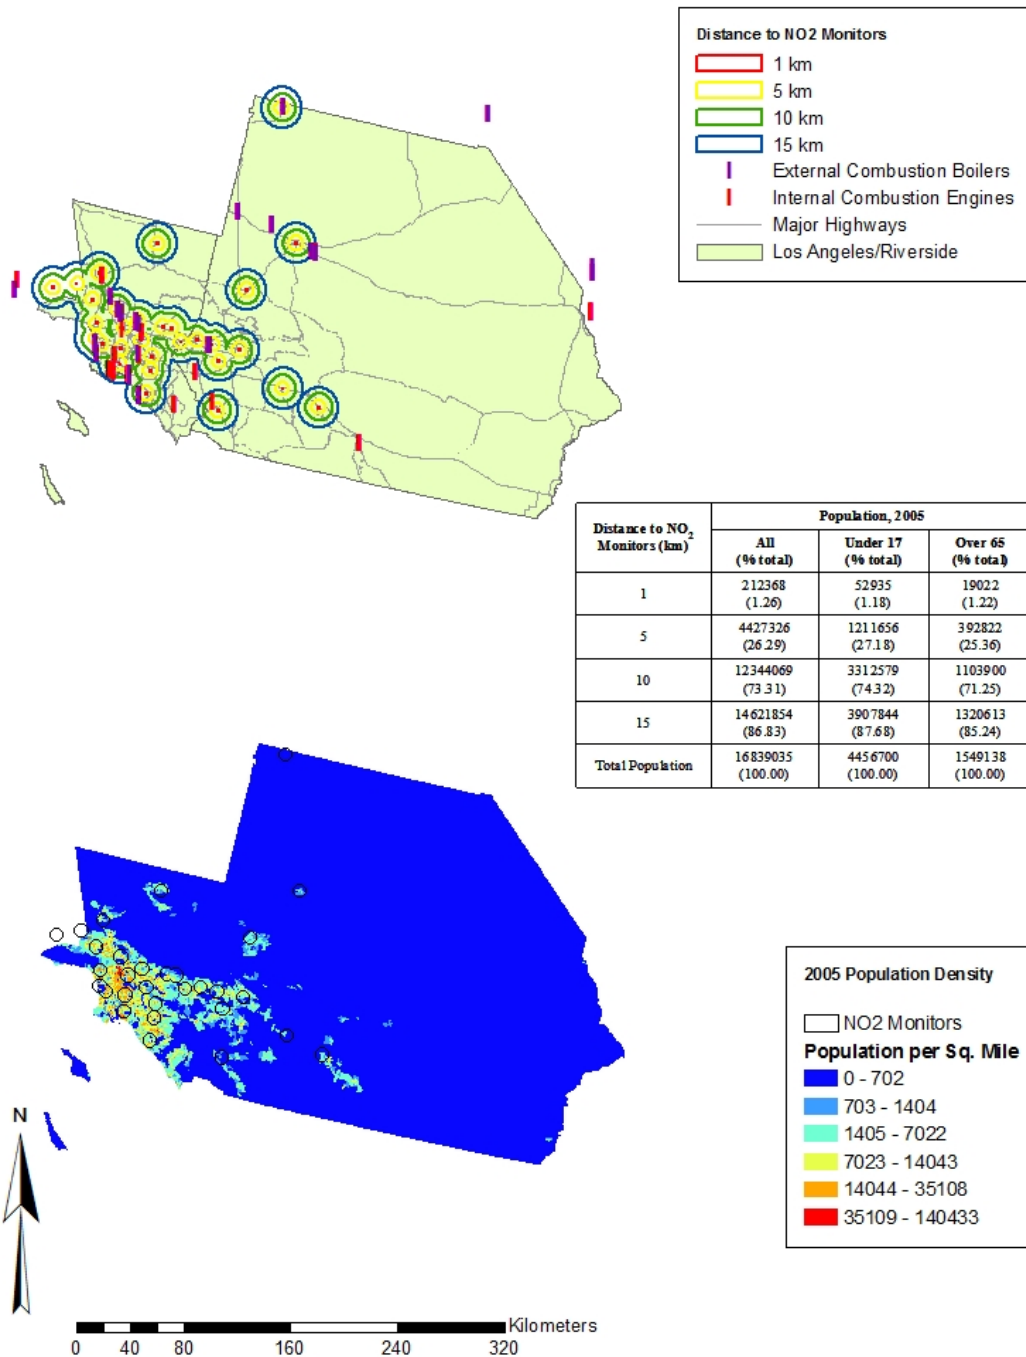 Distance to NO2 Monitors
1 km
5 km
10 km
15 km
External Combustion Boilers
Internal Combustion Engines
Major Highways
Los Angeles/Riverside
Distance to NO2 Monitors (km)
Population, 2005
All (% total)
Under 17 (% total)
Over 65 (% total)
1
212368 (1.26)
52935 (1.18)
19022 (1.22)
5
4427326 (26.29)
1211656 (27.18)
392822 (25.36)
10
12344069 (73.31)
3312579 (74.32)
1103900 (71.25)
15
14621854 (86.83)
3907844 (87.68)
1320613 (85.24)
Total Population
16839035 (100.00)
4456700 (100.00)
1549138 (100.00)
2005 Population Density
NO2 Monitors
Population per Sq. Mile
0 - 702
703 - 1404
1405 - 7022
7023 - 14043
14044 - 35108
35109 - 140433
N
Kilometers
0 40 80 160 240 320